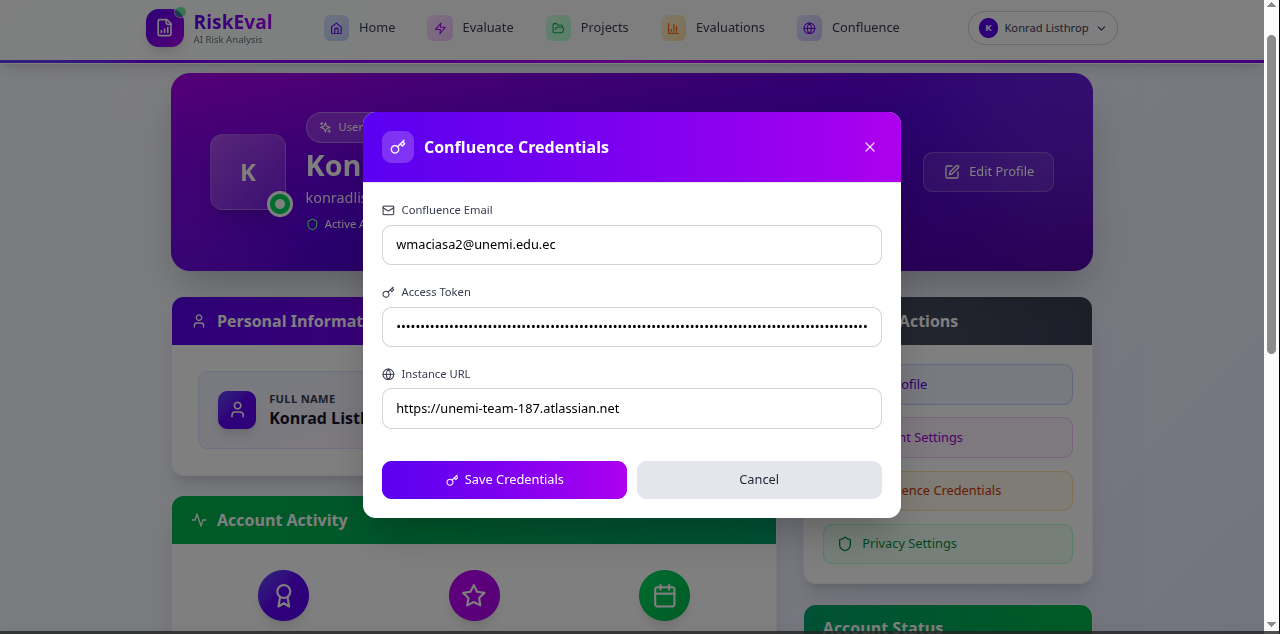 RiskEval
AI Risk Analysis
Home
Evaluate
Projects
Evaluations
Confluence
K
Konrad Listhrop
User
K
Kon
konradlis
Active A
Edit Profile
Confluence Credentials
Confluence Email
wmaciasa2@unemi.edu.ec
Access Token
Instance URL
https://unemi-team-187.atlassian.net
Save Credentials
Cancel
Personal Informat
FULL NAME
Konrad Listh
Actions
ofile
nt Settings
ence Credentials
Privacy Settings
Account Activity
Account Status